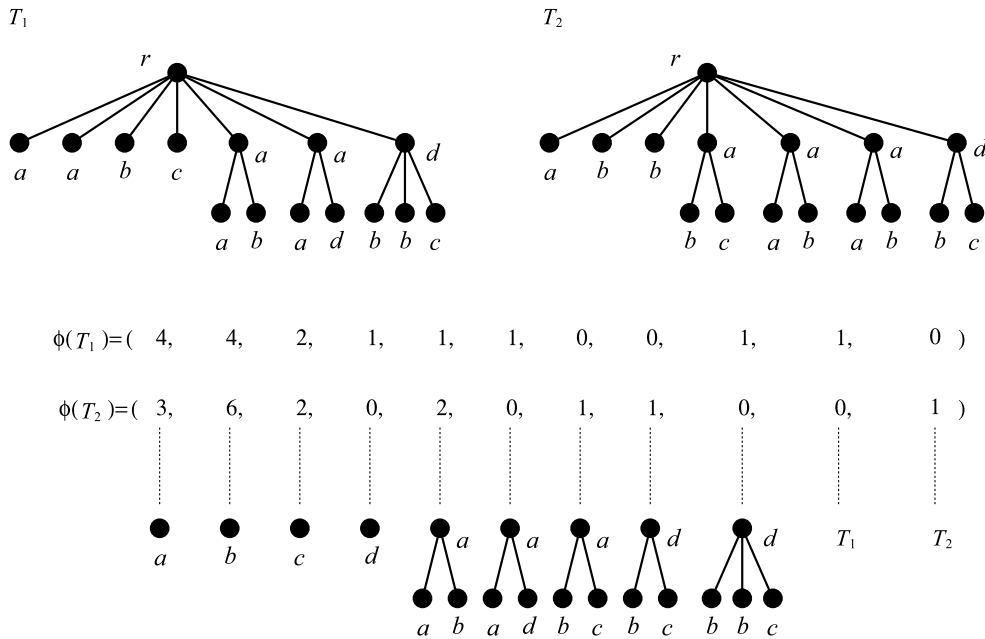 T1 T2
r r
a a b c a a d a b b a a a d
a b a d b b c b c a b a b b c
ϕ(T1)=( 4, 4, 2, 1, 1, 1, 0, 0, 1, 1, 0 )
ϕ(T2)=( 3, 6, 2, 0, 2, 0, 1, 1, 0, 0, 1 )
a b c d a a a d d T1 T2
a b a d b c b c b b c